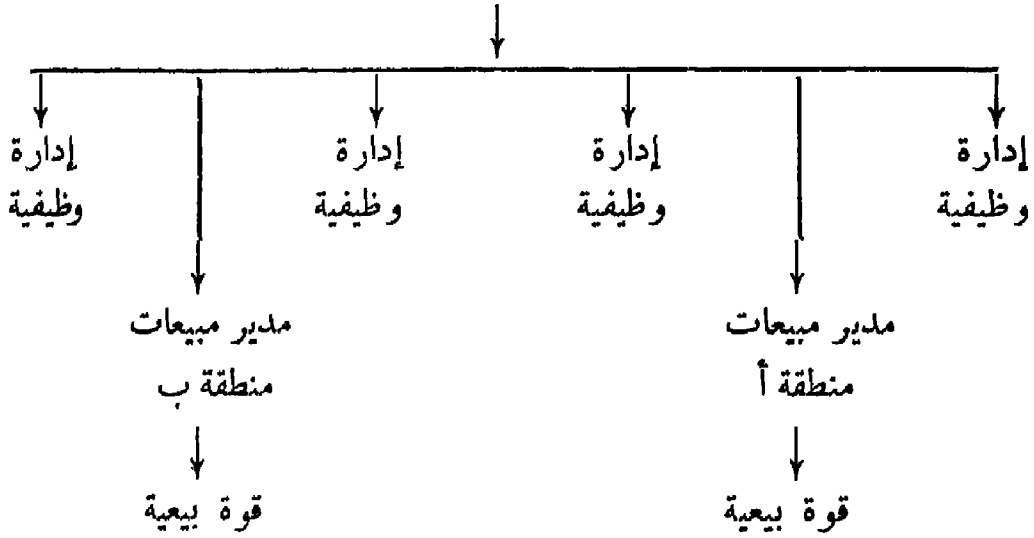 إدارة إدارة إدارة إدارة
وظيفية وظيفية وظيفية وظيفية
مدير مبيعات مدير مبيعات
منطقة أ منطقة ب
قوة بيعية قوة بيعية